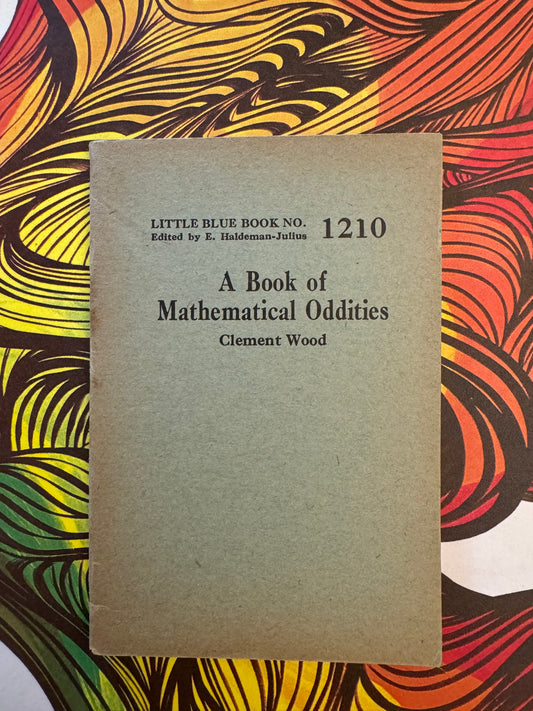 LITTLE BLUE BOOK NO. 1210
Edited by E. Haldeman-Julius
A Book of
Mathematical Oddities
Clement Wood